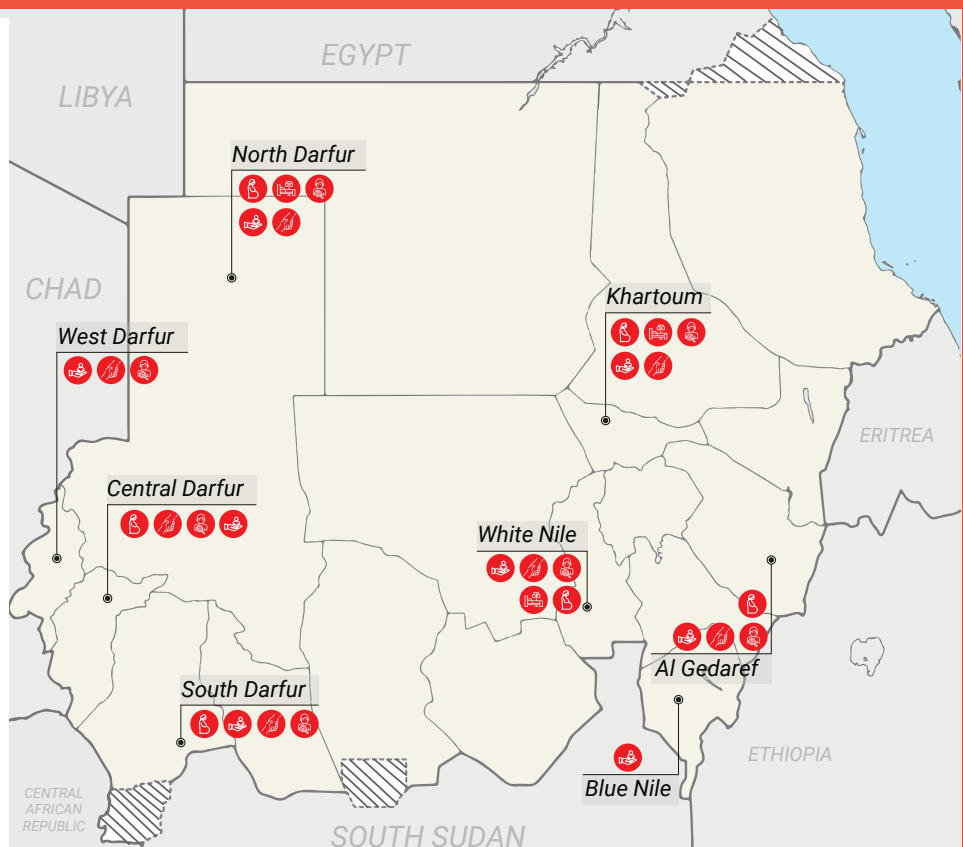 EGYPT
LIBYA
North Darfur
CHAD
Khartoum
West Darfur
ERITREA
Central Darfur
White Nile
Al Gedaref
South Darfur
ETHIOPIA
Blue Nile
CENTRAL
AFRICAN
REPUBLIC
SOUTH SUDAN